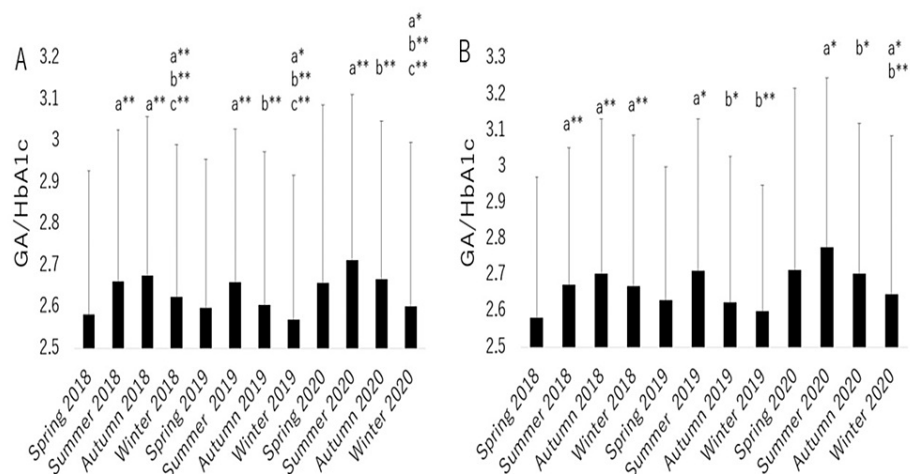 A
GA/HbA1c
3.2
3.1
3
2.9
2.8
2.7
2.6
2.5
a**
a**
a**
b**
c**
a**
b**
a*
b**
c**
a**
b**
a*
b**
c**
Spring 2018
Summer 2018
Autumn 2018
Winter 2018
Spring 2019
Summer 2019
Autumn 2019
Winter 2019
Spring 2020
Summer 2020
Autumn 2020
Winter 2020
B
GA/HbA1c
3.3
3.2
3.1
3
2.9
2.8
2.7
2.6
2.5
a**
a**
a**
a*
b*
b**
a*
b*
a*
b**
Spring 2018
Summer 2018
Autumn 2018
Winter 2018
Spring 2019
Summer 2019
Autumn 2019
Winter 2019
Spring 2020
Summer 2020
Autumn 2020
Winter 2020